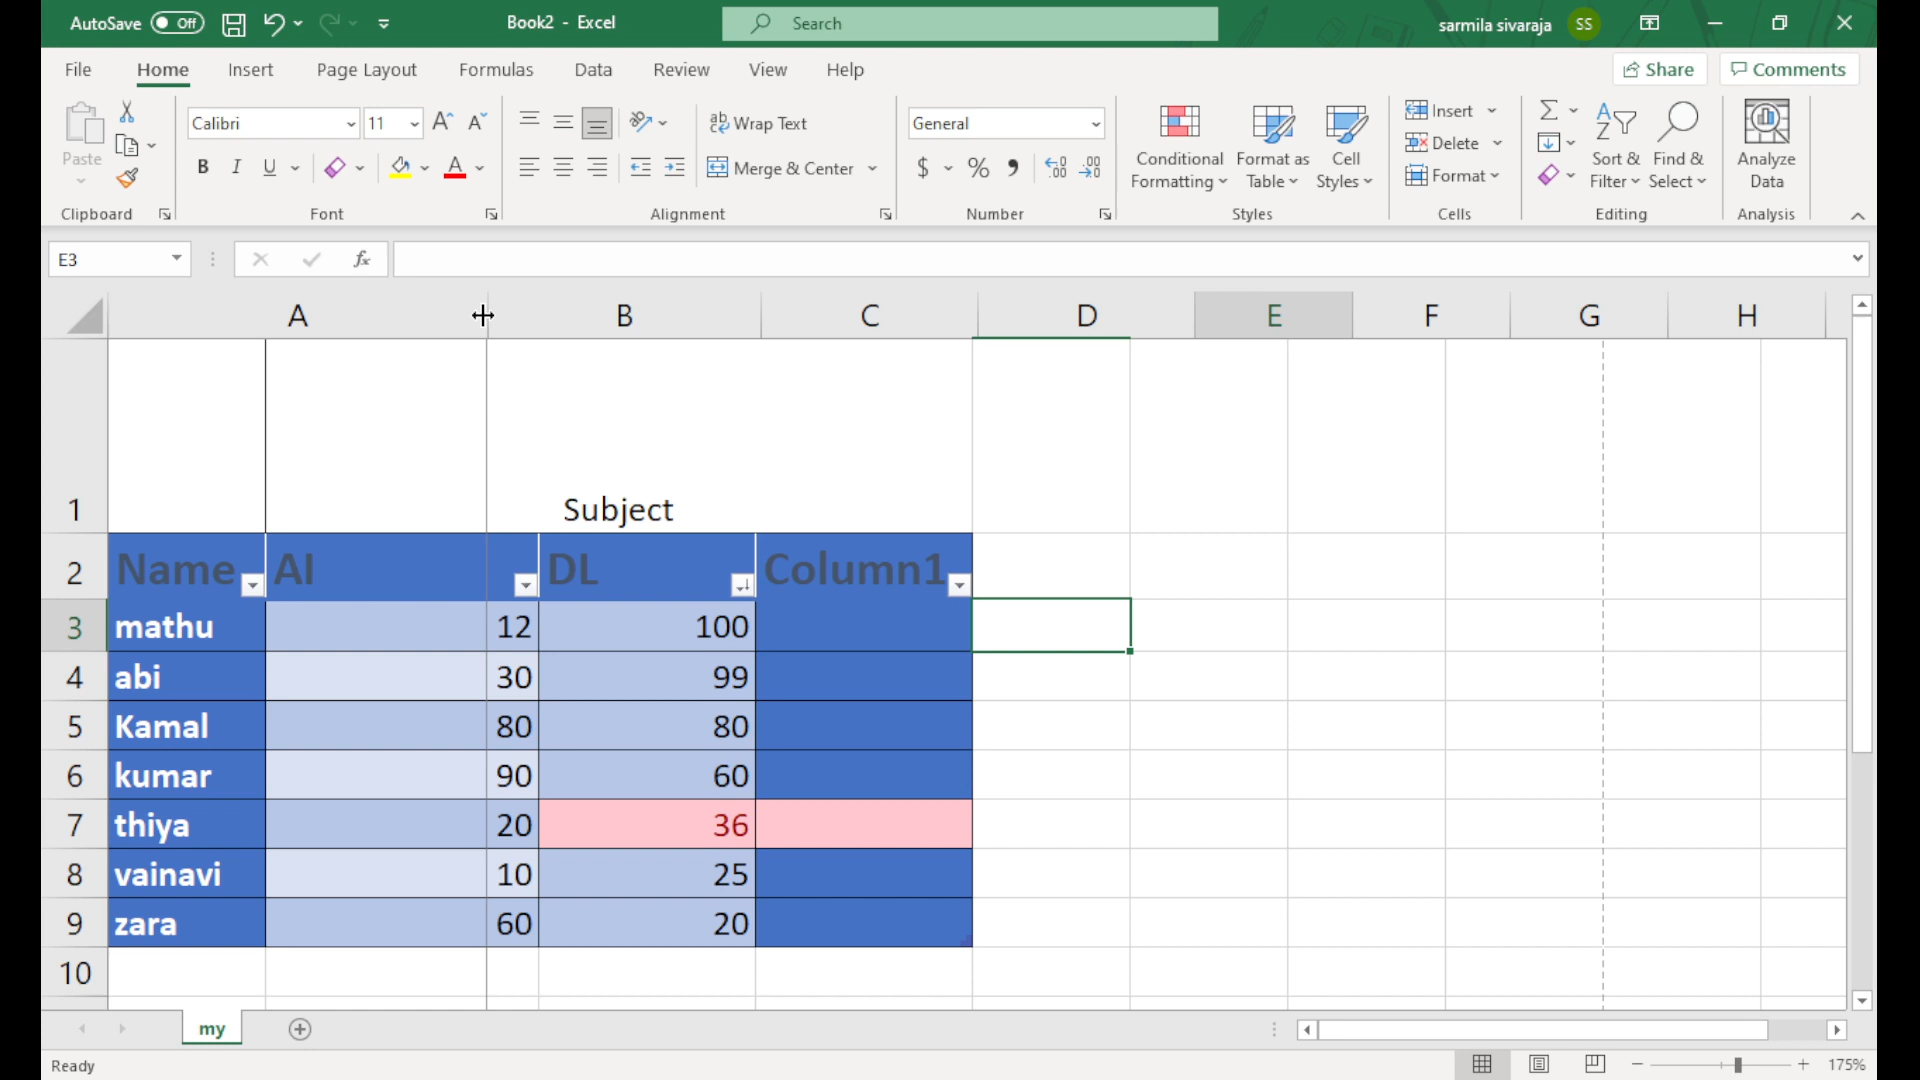 AutoSave Off Book2 - Excel Search sarmila sivaraja SS
File Home Insert Page Layout Formulas Data Review View Help Share Comments
Paste
Clipboard
Calibri 11
B I U A
Font
ab Wrap Text
Merge & Center
Alignment
General
$ % ,
Number
Conditional Formatting
Format as Table
Cell Styles
Styles
Insert
Delete
Format
Cells
Sort & Filter
Find & Select
Editing
Analyze Data
Analysis
E3 fx
A B C D E F G H
1 Subject
2 Name AI DL Column1
3 mathu 12 100
4 abi 30 99
5 Kamal 80 80
6 kumar 90 60
7 thiya 20 36
8 vainavi 10 25
9 zara 60 20
10
my
Ready 175%